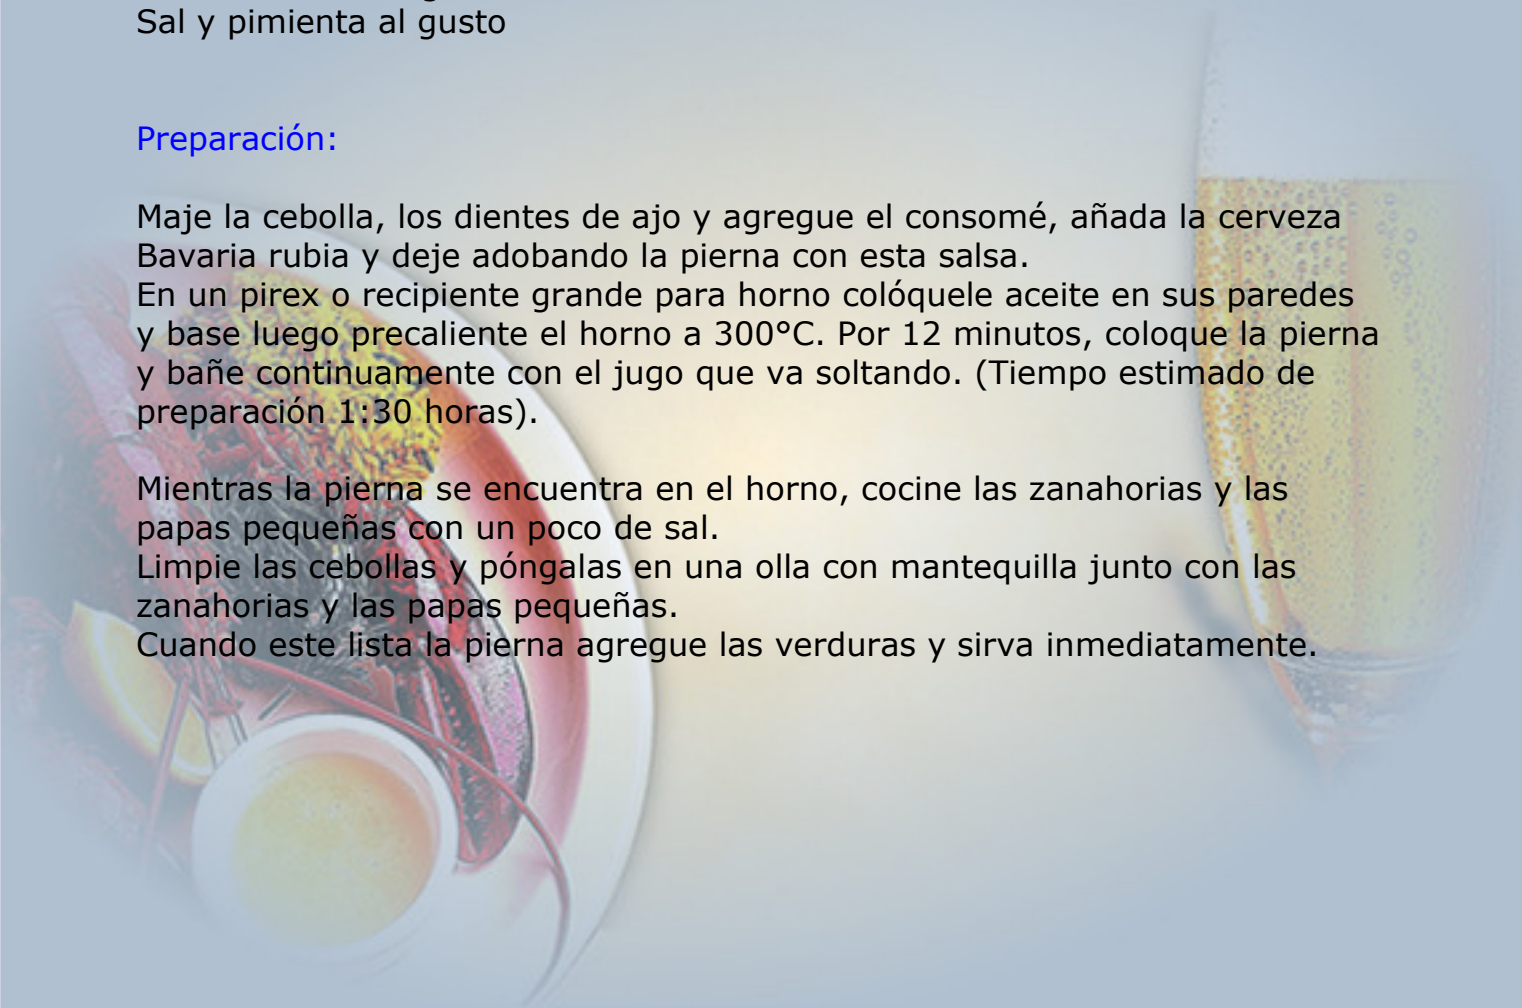 Sal y pimienta al gusto
Preparación:
Maje la cebolla, los dientes de ajo y agregue el consomé, añada la cerveza
Bavaria rubia y deje adobando la pierna con esta salsa.
En un pirex o recipiente grande para horno colóquele aceite en sus paredes
y base luego precaliente el horno a 300°C. Por 12 minutos, coloque la pierna
y bañe continuamente con el jugo que va soltando. (Tiempo estimado de
preparación 1:30 horas).
Mientras la pierna se encuentra en el horno, cocine las zanahorias y las
papas pequeñas con un poco de sal.
Limpie las cebollas y póngalas en una olla con mantequilla junto con las
zanahorias y las papas pequeñas.
Cuando este lista la pierna agregue las verduras y sirva inmediatamente.